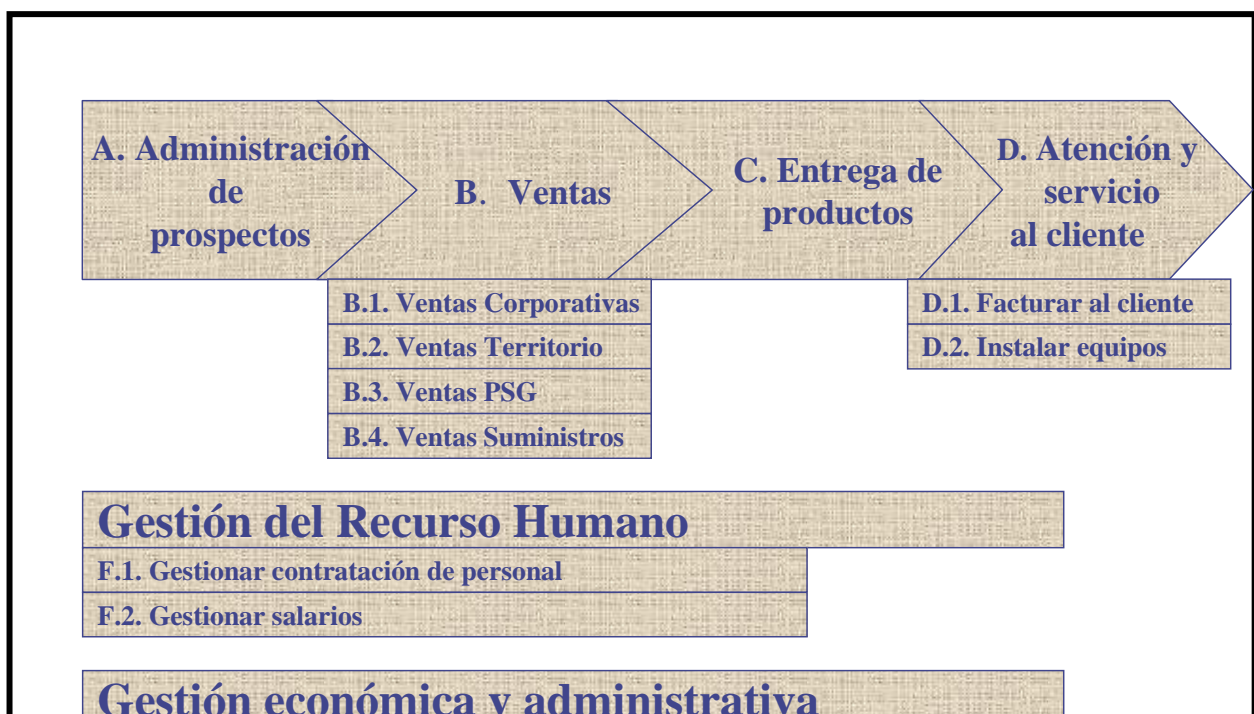 A. Administración
de
prospectos
B. Ventas
C. Entrega de
productos
D. Atención y
servicio
al cliente
B.1. Ventas Corporativas
B.2. Ventas Territorio
B.3. Ventas PSG
B.4. Ventas Suministros
D.1. Facturar al cliente
D.2. Instalar equipos
Gestión del Recurso Humano
F.1. Gestionar contratación de personal
F.2. Gestionar salarios
Gestión económica y administrativa